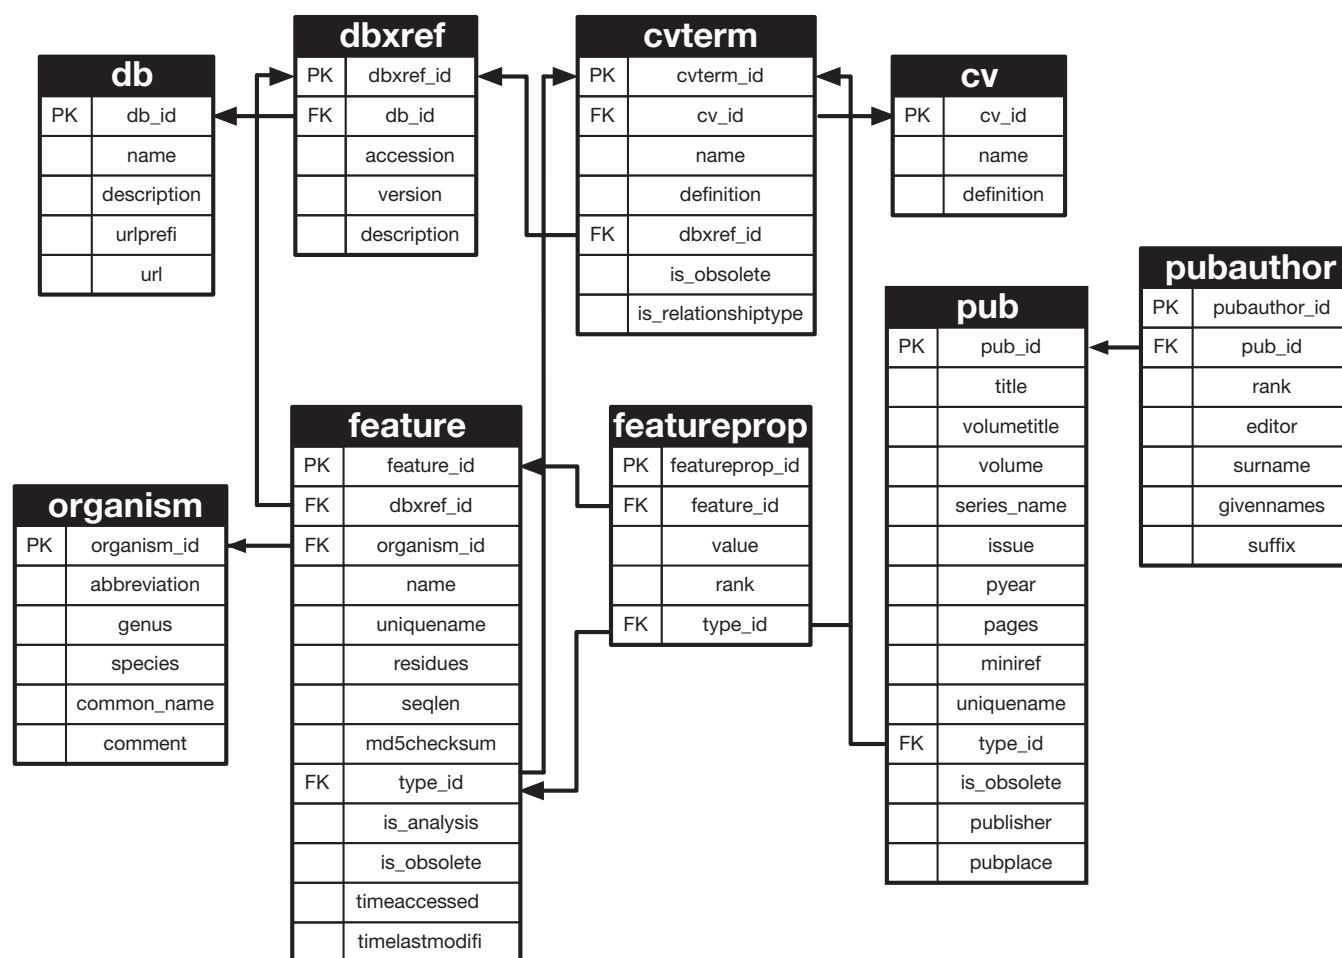 db
PK db_id
name
description
urlprefi
url
dbxref
PK dbxref_id
FK db_id
accession
version
description
cvterm
PK cvterm_id
FK cv_id
name
definition
FK dbxref_id
is_obsolete
is_relationshiptype
cv
PK cv_id
name
definition
pubauthor
PK pubauthor_id
FK pub_id
rank
editor
surname
givennames
suffix
pub
PK pub_id
title
volumetitle
volume
series_name
issue
pyear
pages
miniref
uniquename
FK type_id
is_obsolete
publisher
pubplace
feature
PK feature_id
FK dbxref_id
FK organism_id
name
uniquename
residues
seqlen
md5checksum
FK type_id
is_analysis
is_obsolete
timeaccessed
timelastmodifi
featureprop
PK featureprop_id
FK feature_id
value
rank
FK type_id
organism
PK organism_id
abbreviation
genus
species
common_name
comment